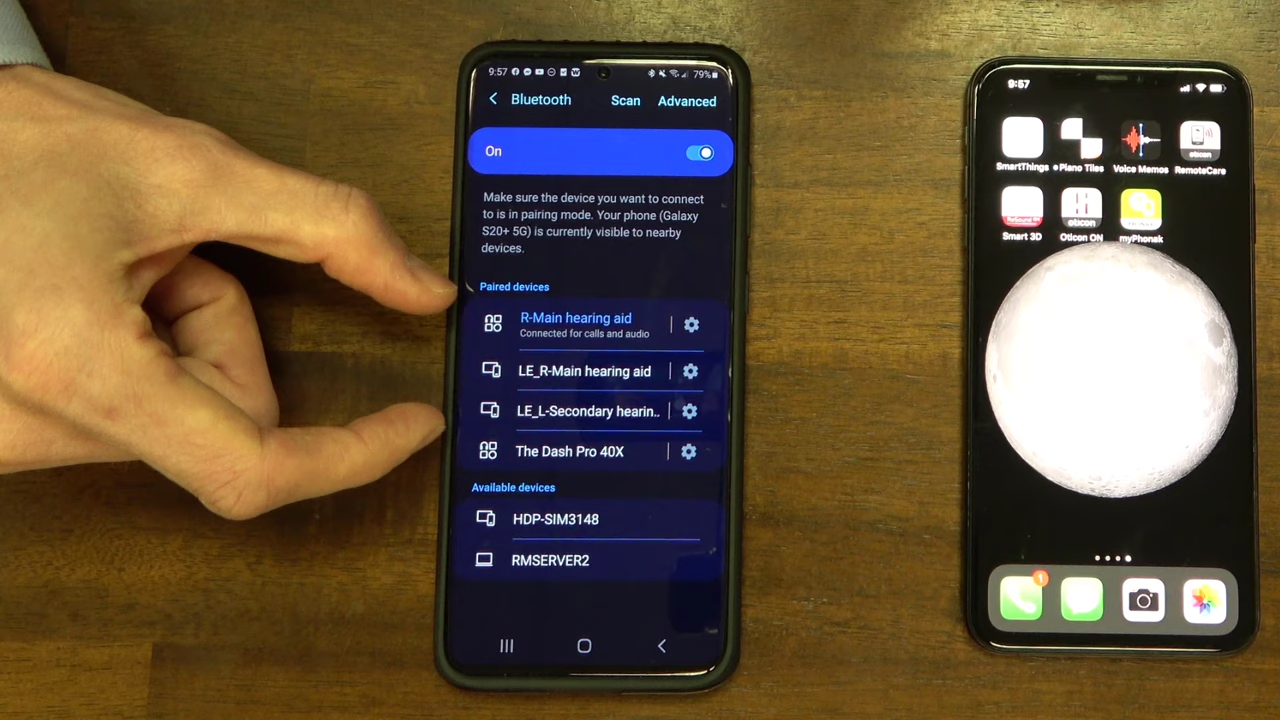 9:57
79%
Bluetooth
Scan
Advanced
On
Make sure the device you want to connect
to is in pairing mode. Your phone (Galaxy
S20+ 5G) is currently visible to nearby
devices.
Paired devices
R-Main hearing aid
Connected for calls and audio
LE_R-Main hearing aid
LE_L-Secondary hearin..
The Dash Pro 40X
Available devices
HDP-SIM3148
RMSERVER2
9:57
oticon
SmartThings
Piano Tiles
Voice Memos
RemoteCare
oticon
Smart 3D
Oticon ON
myPhonak
1